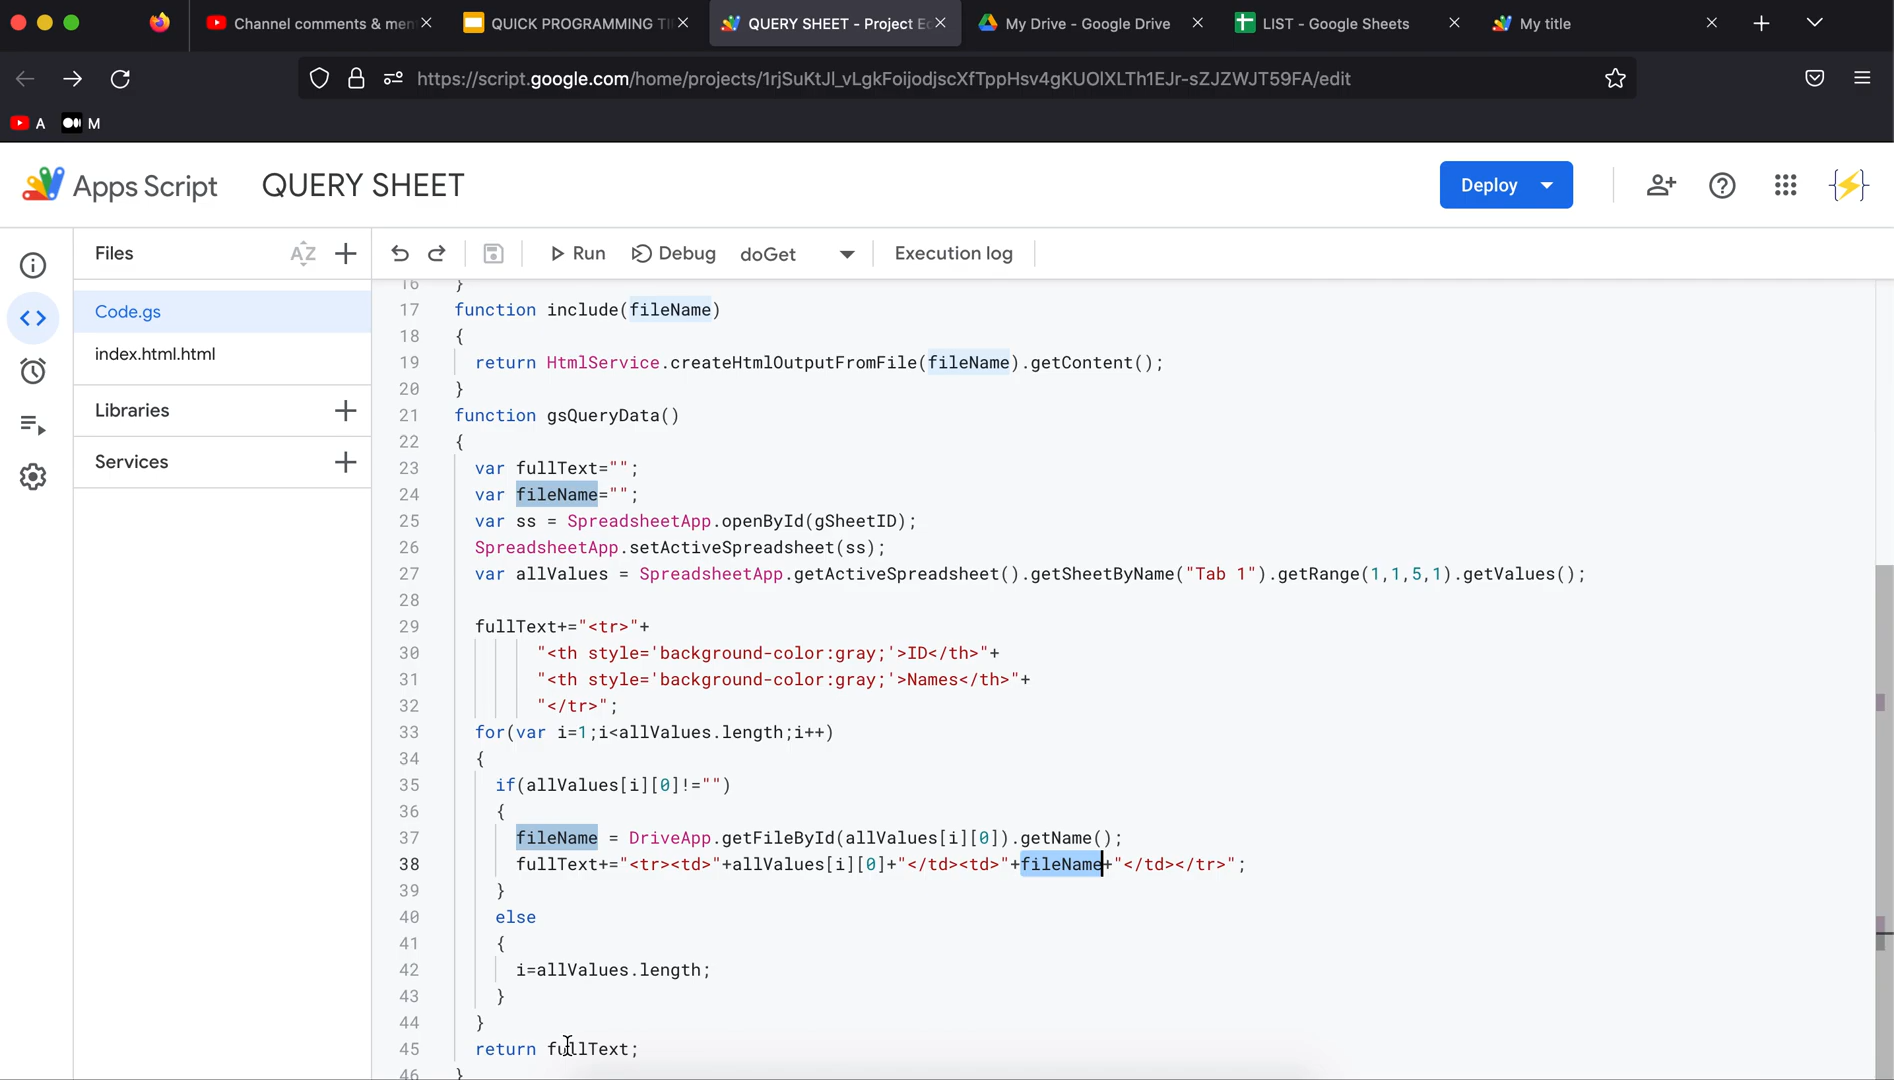 Channel comments & men
QUICK PROGRAMMING TI
QUERY SHEET - Project Ed
My Drive - Google Drive
LIST - Google Sheets
My title
https://script.google.com/home/projects/1rjSuKtJl_vLgkFoijodjscXfTppHsv4gKUOlXLTh1EJr-sZJZWJT59FA/edit
A
M
Apps Script
QUERY SHEET
Deploy
Files
AZ
Run
Debug
doGet
Execution log
Code.gs
index.html.html
Libraries
Services
16 }
17 function include(fileName)
18 {
19 return HtmlService.createHtmlOutputFromFile(fileName).getContent();
20 }
21 function gsQueryData()
22 {
23 var fullText="";
24 var fileName="";
25 var ss = SpreadsheetApp.openById(gSheetID);
26 SpreadsheetApp.setActiveSpreadsheet(ss);
27 var allValues = SpreadsheetApp.getActiveSpreadsheet().getSheetByName("Tab 1").getRange(1,1,5,1).getValues();
28
29 fullText+="<tr>"+
30 "<th style='background-color:gray;'>ID</th>"+
31 "<th style='background-color:gray;'>Names</th>"+
32 "</tr>";
33 for(var i=1;i<allValues.length;i++)
34 {
35 if(allValues[i][0]!="")
36 {
37 fileName = DriveApp.getFileById(allValues[i][0]).getName();
38 fullText+="<tr><td>"+allValues[i][0]+"</td><td>"+fileName+"</td></tr>";
39 }
40 else
41 {
42 i=allValues.length;
43 }
44 }
45 return fullText;
46 }